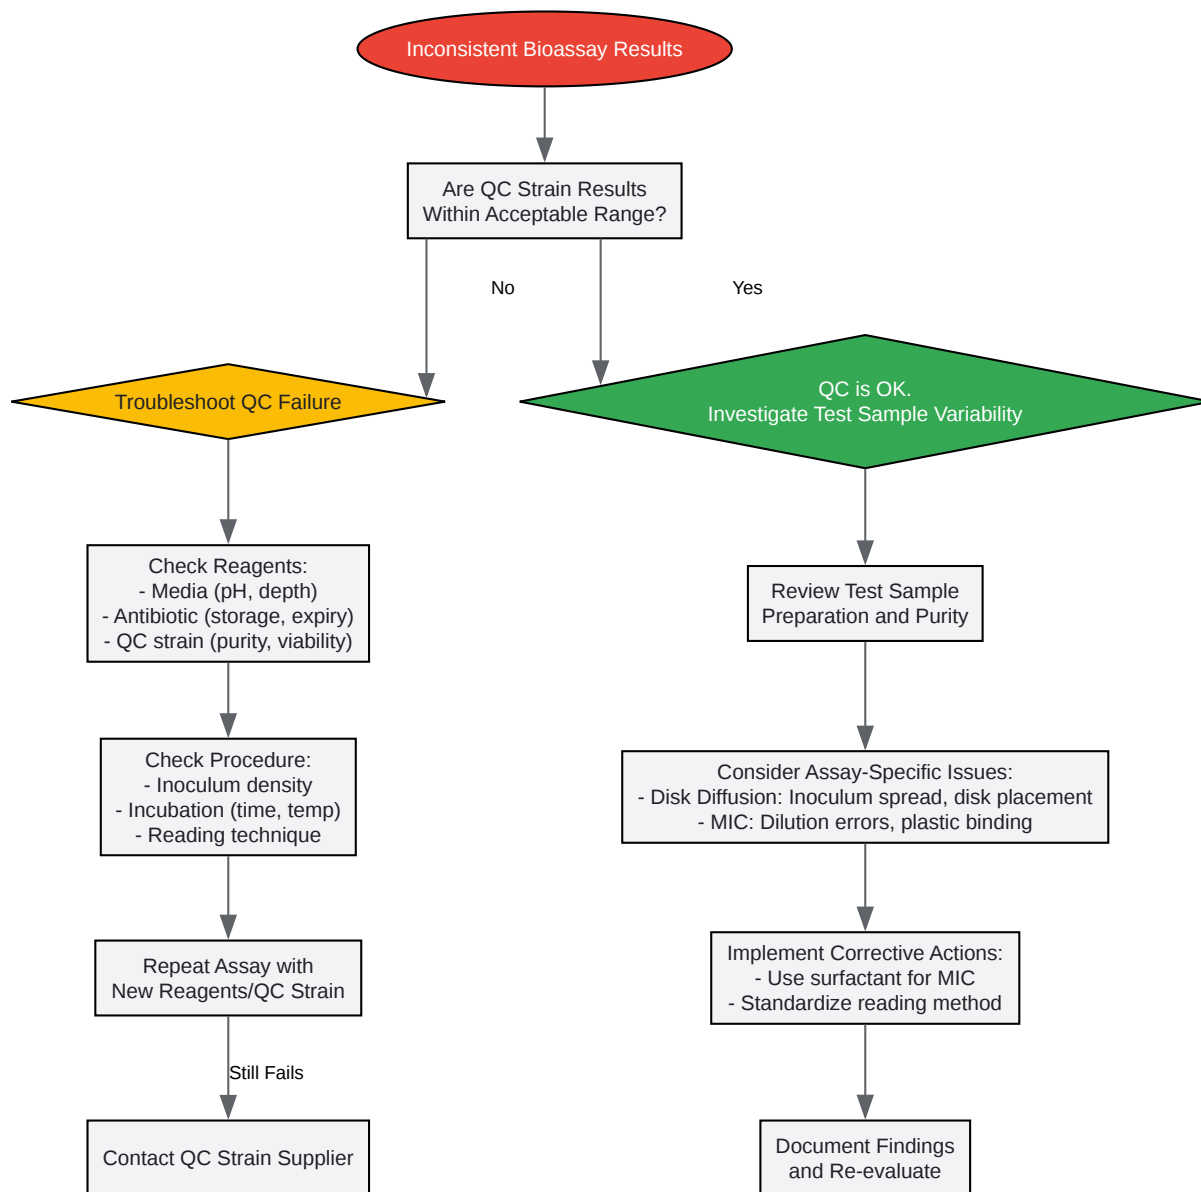 Inconsistent Bioassay Results
Are QC Strain Results
Within Acceptable Range?
No
Yes
Troubleshoot QC Failure
QC is OK.
Investigate Test Sample Variability
Check Reagents:
- Media (pH, depth)
- Antibiotic (storage, expiry)
- QC strain (purity, viability)
Review Test Sample
Preparation and Purity
Check Procedure:
- Inoculum density
- Incubation (time, temp)
- Reading technique
Consider Assay-Specific Issues:
- Disk Diffusion: Inoculum spread, disk placement
- MIC: Dilution errors, plastic binding
Repeat Assay with
New Reagents/QC Strain
Implement Corrective Actions:
- Use surfactant for MIC
- Standardize reading method
Still Fails
Contact QC Strain Supplier
Document Findings
and Re-evaluate